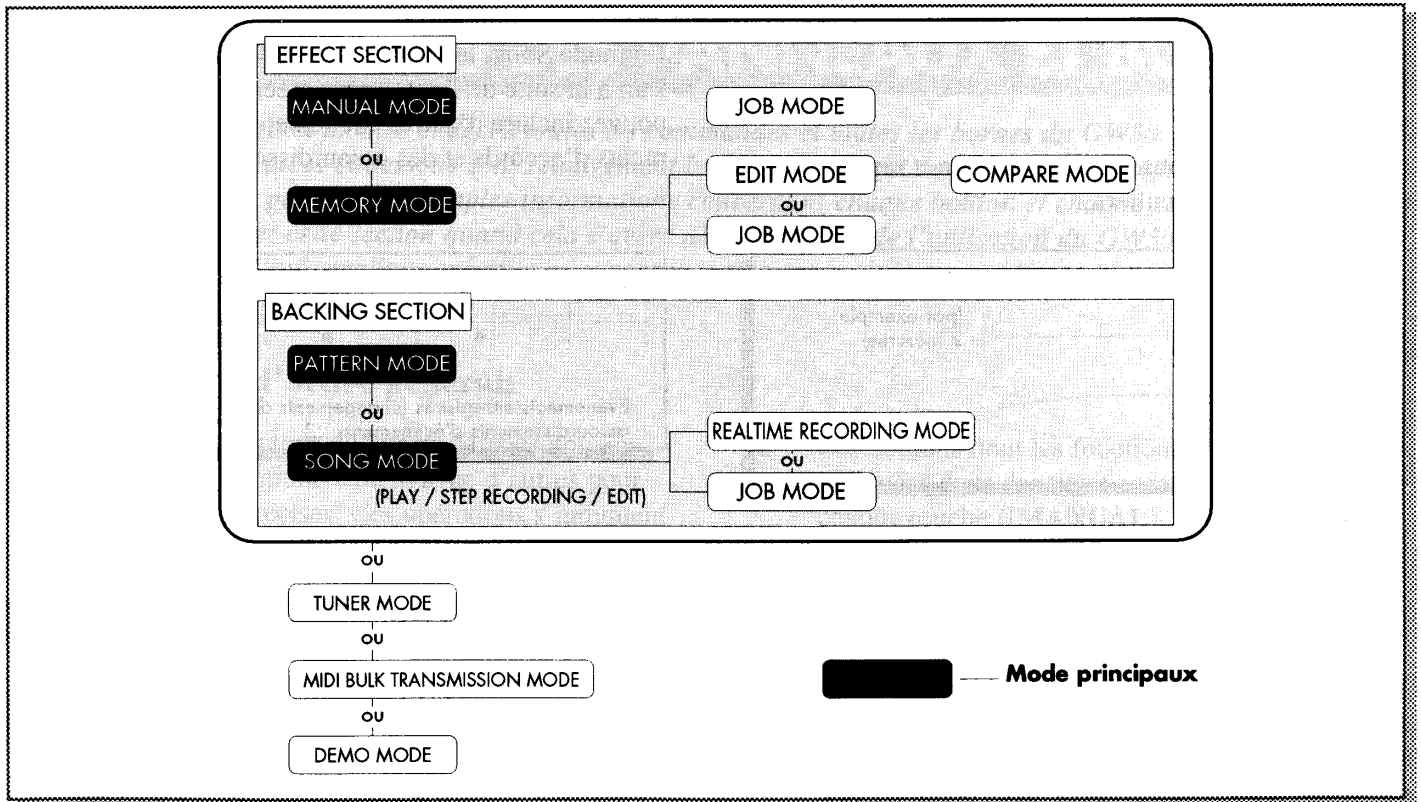 EFFECT SECTION
MANUAL MODE
JOB MODE
OU
MEMORY MODE
EDIT MODE
COMPARE MODE
OU
JOB MODE
BACKING SECTION
PATTERN MODE
OU
SONG MODE
(PLAY / STEP RECORDING / EDIT)
REALTIME RECORDING MODE
OU
JOB MODE
OU
TUNER MODE
OU
MIDI BULK TRANSMISSION MODE
OU
DEMO MODE
Mode principaux